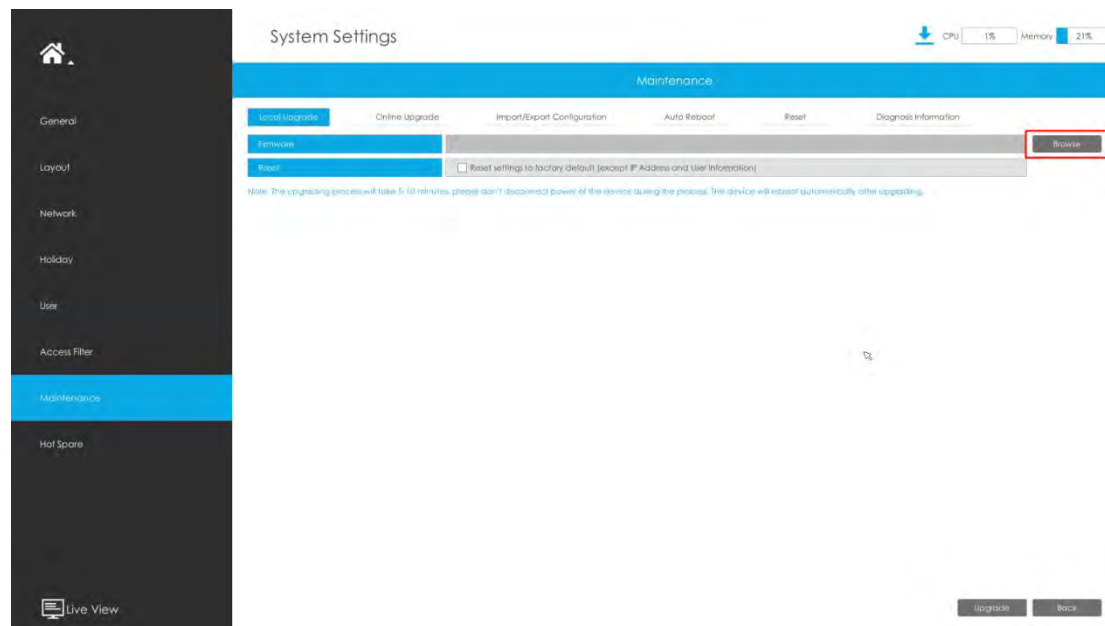 System Settings
CPU 1% Memory 21%
Maintenance
General
Layout
Network
Holiday
User
Access Filter
Maintenance
Hot Spare
Live View
Local Upgrade Online Upgrade Import/Export Configuration Auto Reboot Reset Diagnosis Information
Firmware Browse
Reset Reset settings to factory default (except IP Address and User Information)
Note: The upgrading process will take 5-10 minutes, please don't disconnect power of the device during the process. The device will reboot automatically after upgrading.
Upgrade Back